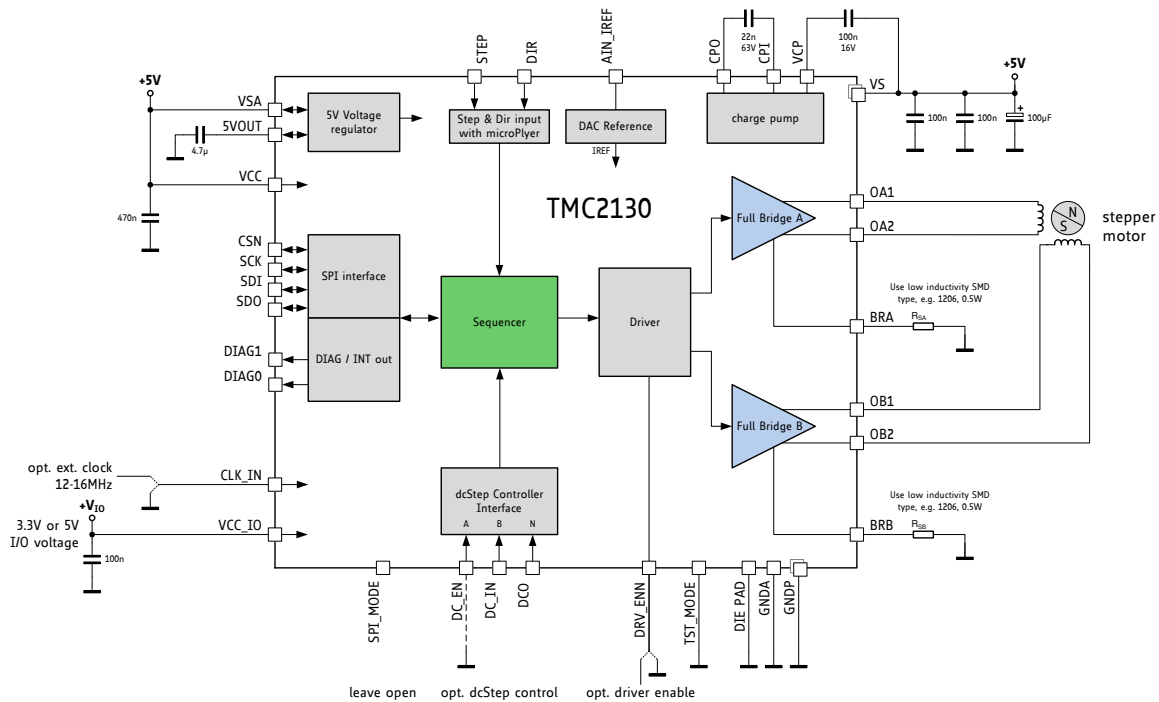 STEP
DIR
AIN_IREF
CPO
22n
63V
CPI
VCP
100n
16V
+5V
VSA
5VOUT
4.7µ
5V Voltage
regulator
Step & Dir input
with microPlyer
DAC Reference
IREF
charge pump
VS
+5V
100n
100n
+
100µF
VCC
470n
TMC2130
Full Bridge A
OA1
OA2
N
S
stepper
motor
CSN
SCK
SDI
SDO
SPI interface
DIAG1
DIAG0
DIAG / INT out
Sequencer
Driver
Use low inductivity SMD
type, e.g. 1206, 0.5W
BRA
RSA
Full Bridge B
OB1
OB2
opt. ext. clock
12-16MHz
CLK_IN
+VIO
3.3V or 5V
I/O voltage
VCC_IO
100n
dcStep Controller
Interface
A B N
Use low inductivity SMD
type, e.g. 1206, 0.5W
BRB
RSB
SPI_MODE
DC_EN
DC_IN
DCO
DRV_ENN
TST_MODE
DIE PAD
GNDA
GNDP
leave open
opt. dcStep control
opt. driver enable